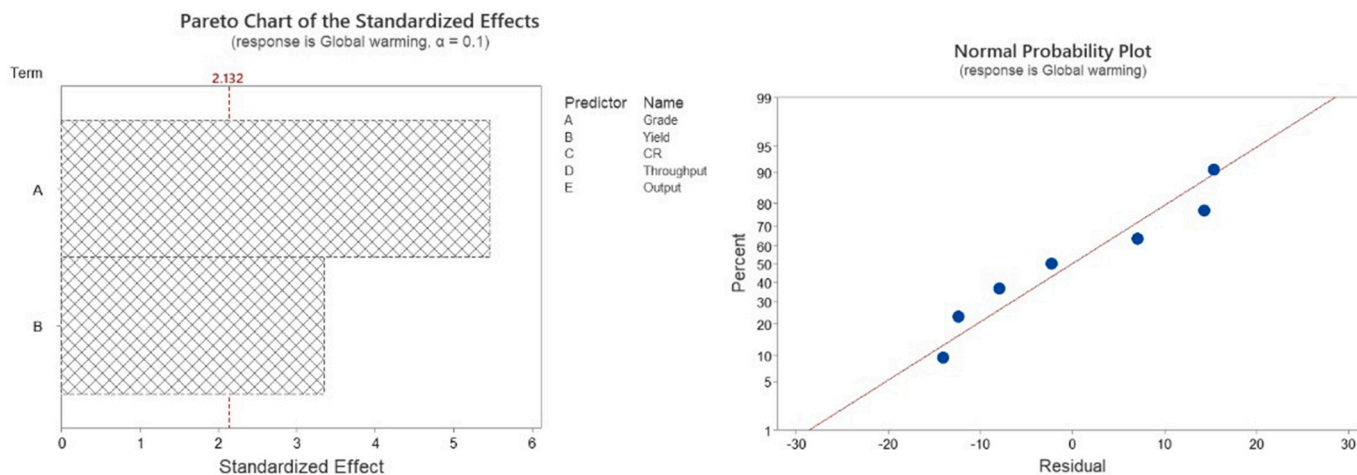 Pareto Chart of the Standardized Effects
(response is Global warming, α = 0.1)
Term
2.132
A
B
0 1 2 3 4 5 6
Standardized Effect
Predictor Name
A Grade
B Yield
C CR
D Throughput
E Output
Normal Probability Plot
(response is Global warming)
99
95
90
80
70
60
50
40
30
20
10
5
1
Percent
-30 -20 -10 0 10 20 30
Residual